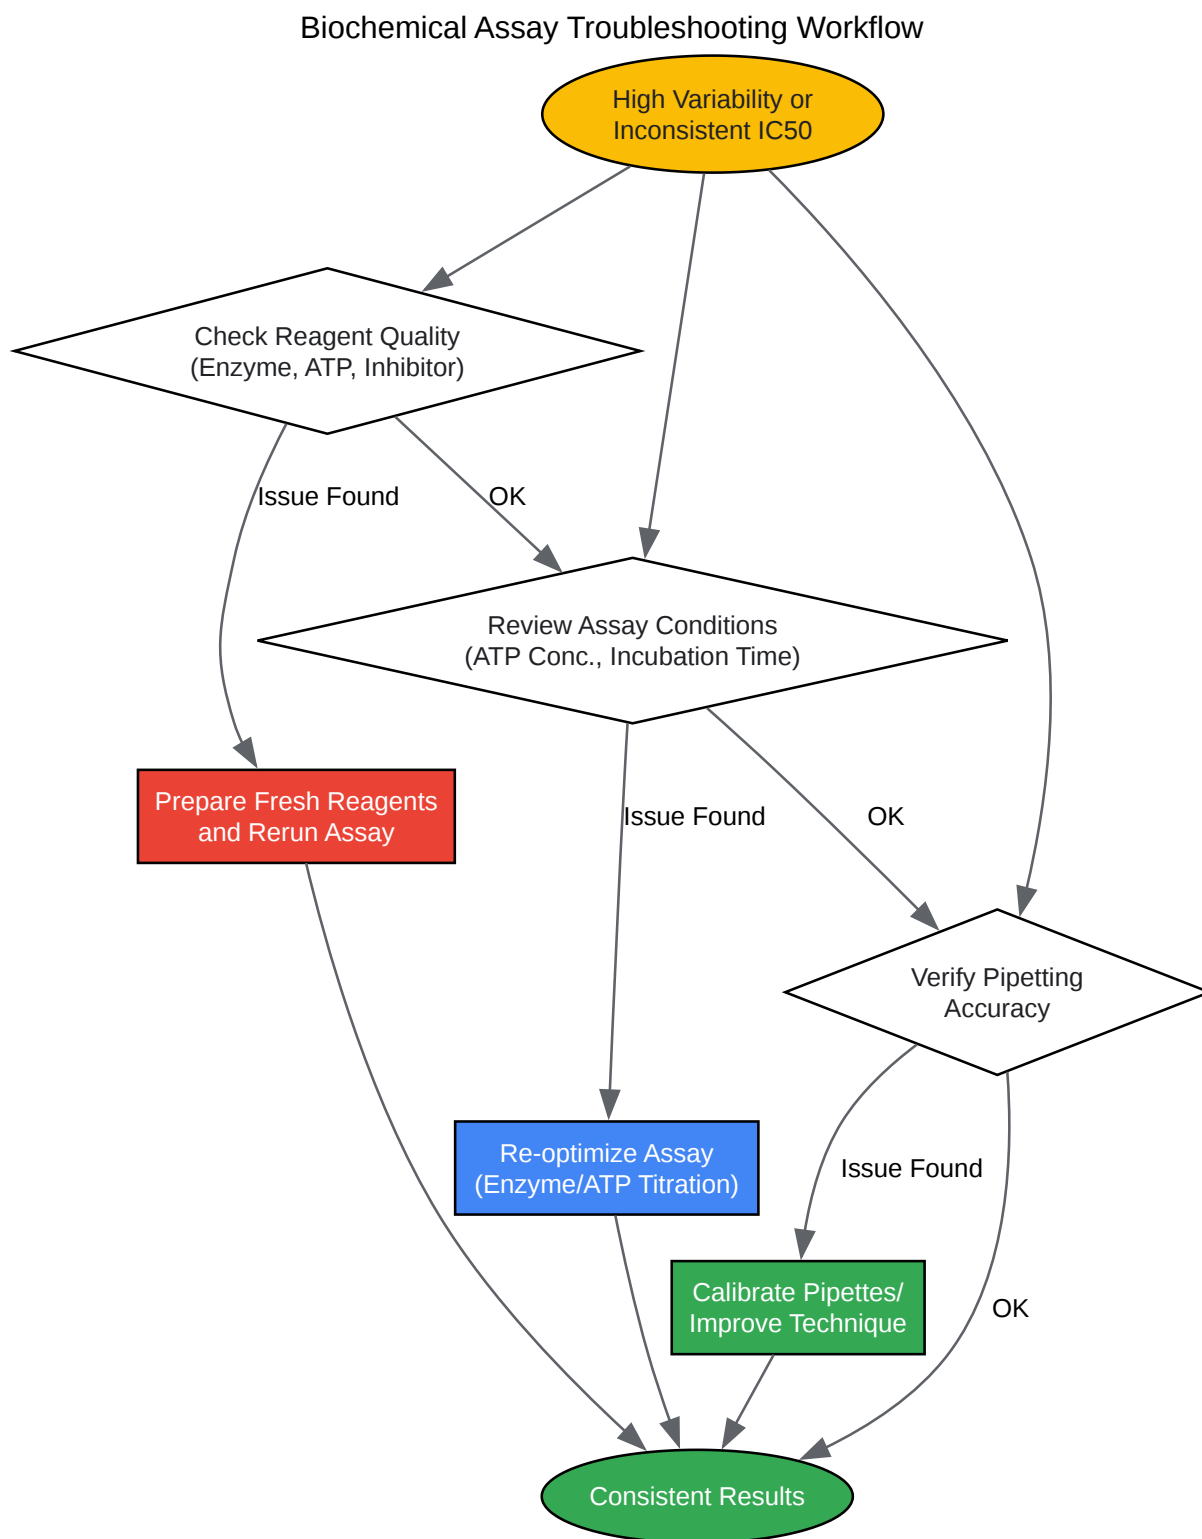 Biochemical Assay Troubleshooting Workflow
High Variability or
Inconsistent IC50
Check Reagent Quality
(Enzyme, ATP, Inhibitor)
Issue Found
OK
Review Assay Conditions
(ATP Conc., Incubation Time)
Prepare Fresh Reagents
and Rerun Assay
Issue Found
OK
Verify Pipetting
Accuracy
Re-optimize Assay
(Enzyme/ATP Titration)
Issue Found
Calibrate Pipettes/
Improve Technique
OK
Consistent Results